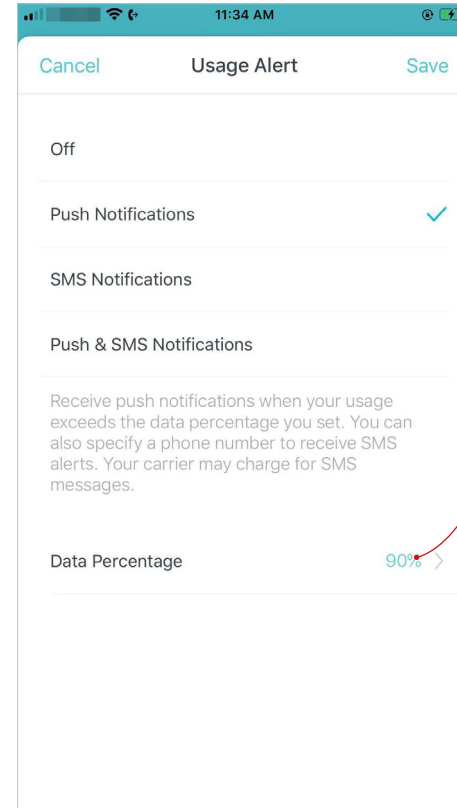 11:34 AM
Cancel Usage Alert Save
Off
Push Notifications
SMS Notifications
Push & SMS Notifications
Receive push notifications when your usage
exceeds the data percentage you set. You can
also specify a phone number to receive SMS
alerts. Your carrier may charge for SMS
messages.
Data Percentage 90%